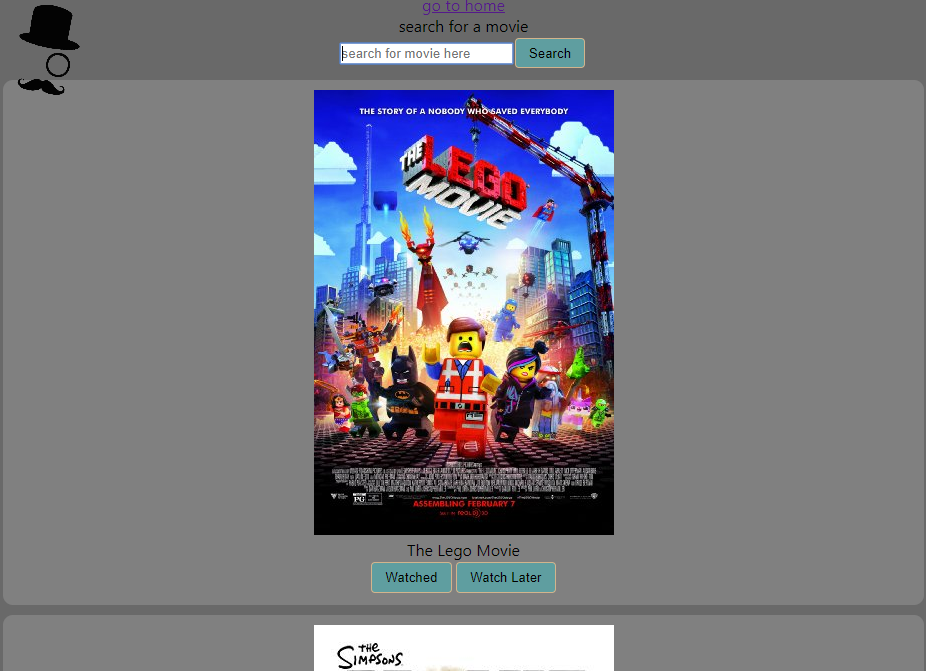 go to home
search for a movie
search for movie here
Search
THE STORY OF A NOBODY WHO SAVED EVERYBODY
THE
LEGO
MOVIE
PG
ASSEMBLING FEBRUARY 7
The Lego Movie
Watched
Watch Later
THE
SIMPSONS